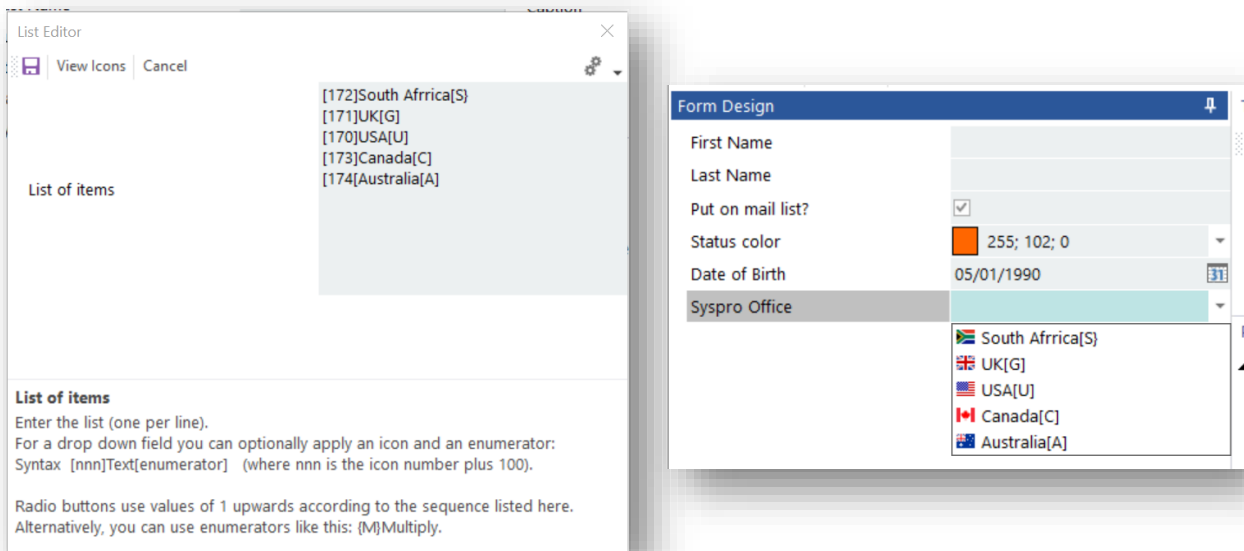 Caption
List Editor
View Icons Cancel
[172]South Afrrica[S}
[171]UK[G]
[170]USA[U]
[173]Canada[C]
[174[Australia[A]
List of items
List of items
Enter the list (one per line).
For a drop down field you can optionally apply an icon and an enumerator:
Syntax [nnn]Text[enumerator] (where nnn is the icon number plus 100).
Radio buttons use values of 1 upwards according to the sequence listed here.
Alternatively, you can use enumerators like this: {M}Multiply.
Form Design
First Name
Last Name
Put on mail list?
Status color 255; 102; 0
Date of Birth 05/01/1990 31
Syspro Office
South Afrrica[S}
UK[G]
USA[U]
Canada[C]
Australia[A]